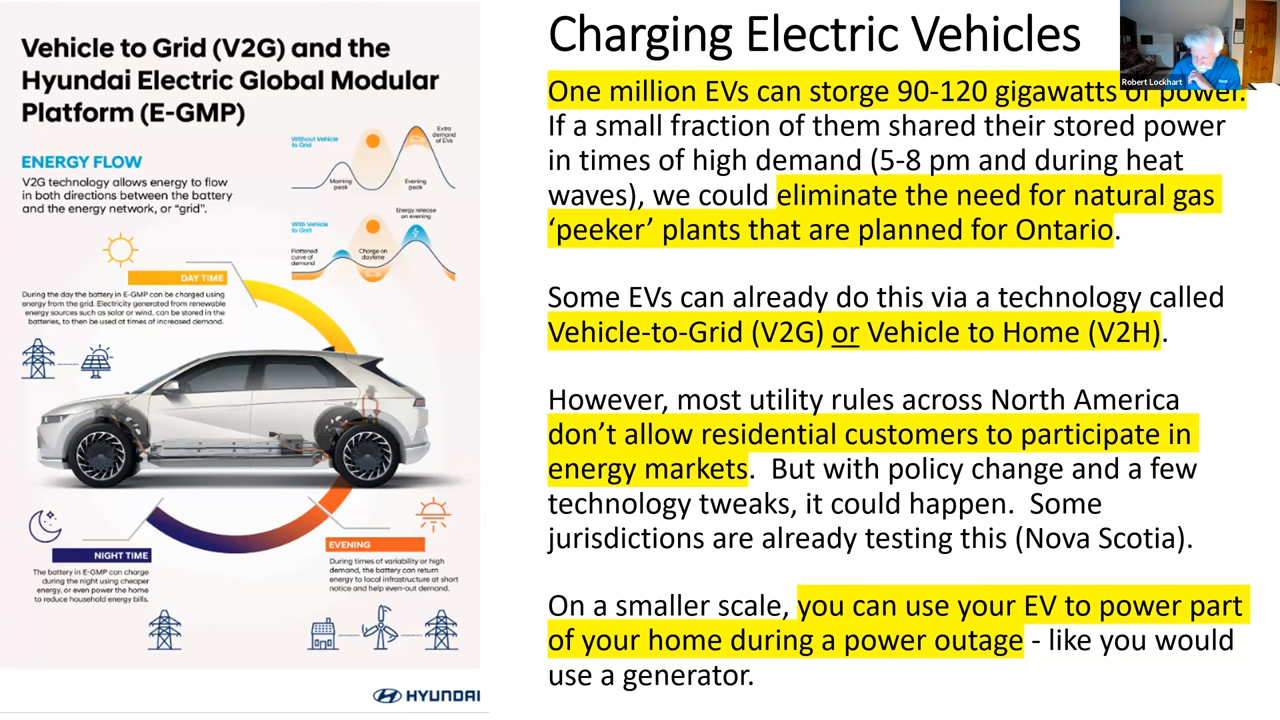 Vehicle to Grid (V2G) and the
Hyundai Electric Global Modular
Platform (E-GMP)
ENERGY FLOW
V2G technology allows energy to flow
in both directions between the battery
and the energy network, or “grid”.
Without Vehicle
to Grid
Morning
peak
Evening
peak
Extra
demand
of EVs
With Vehicle
to Grid
Flattened
curve of
demand
Charge on
daytime
Energy release
on evening
DAY TIME
During the day the battery in E-GMP can be charged using
energy from the grid. Electricity generated from renewable
energy sources such as solar or wind, can be stored in the
batteries, to then be used at times of increased demand.
NIGHT TIME
The battery in E-GMP can charge
during the night using cheaper
energy, or even power the home
to reduce household energy bills.
EVENING
During times of variability or high
demand, the battery can return
energy to local infrastructure at short
notice and help even-out demand.
HYUNDAI
Charging Electric Vehicles
One million EVs can storge 90-120 gigawatts of power.
If a small fraction of them shared their stored power
in times of high demand (5-8 pm and during heat
waves), we could eliminate the need for natural gas
‘peeker’ plants that are planned for Ontario.
Some EVs can already do this via a technology called
Vehicle-to-Grid (V2G) or Vehicle to Home (V2H).
However, most utility rules across North America
don’t allow residential customers to participate in
energy markets.  But with policy change and a few
technology tweaks, it could happen.  Some
jurisdictions are already testing this (Nova Scotia).
On a smaller scale, you can use your EV to power part
of your home during a power outage - like you would
use a generator.
Robert Lockhart